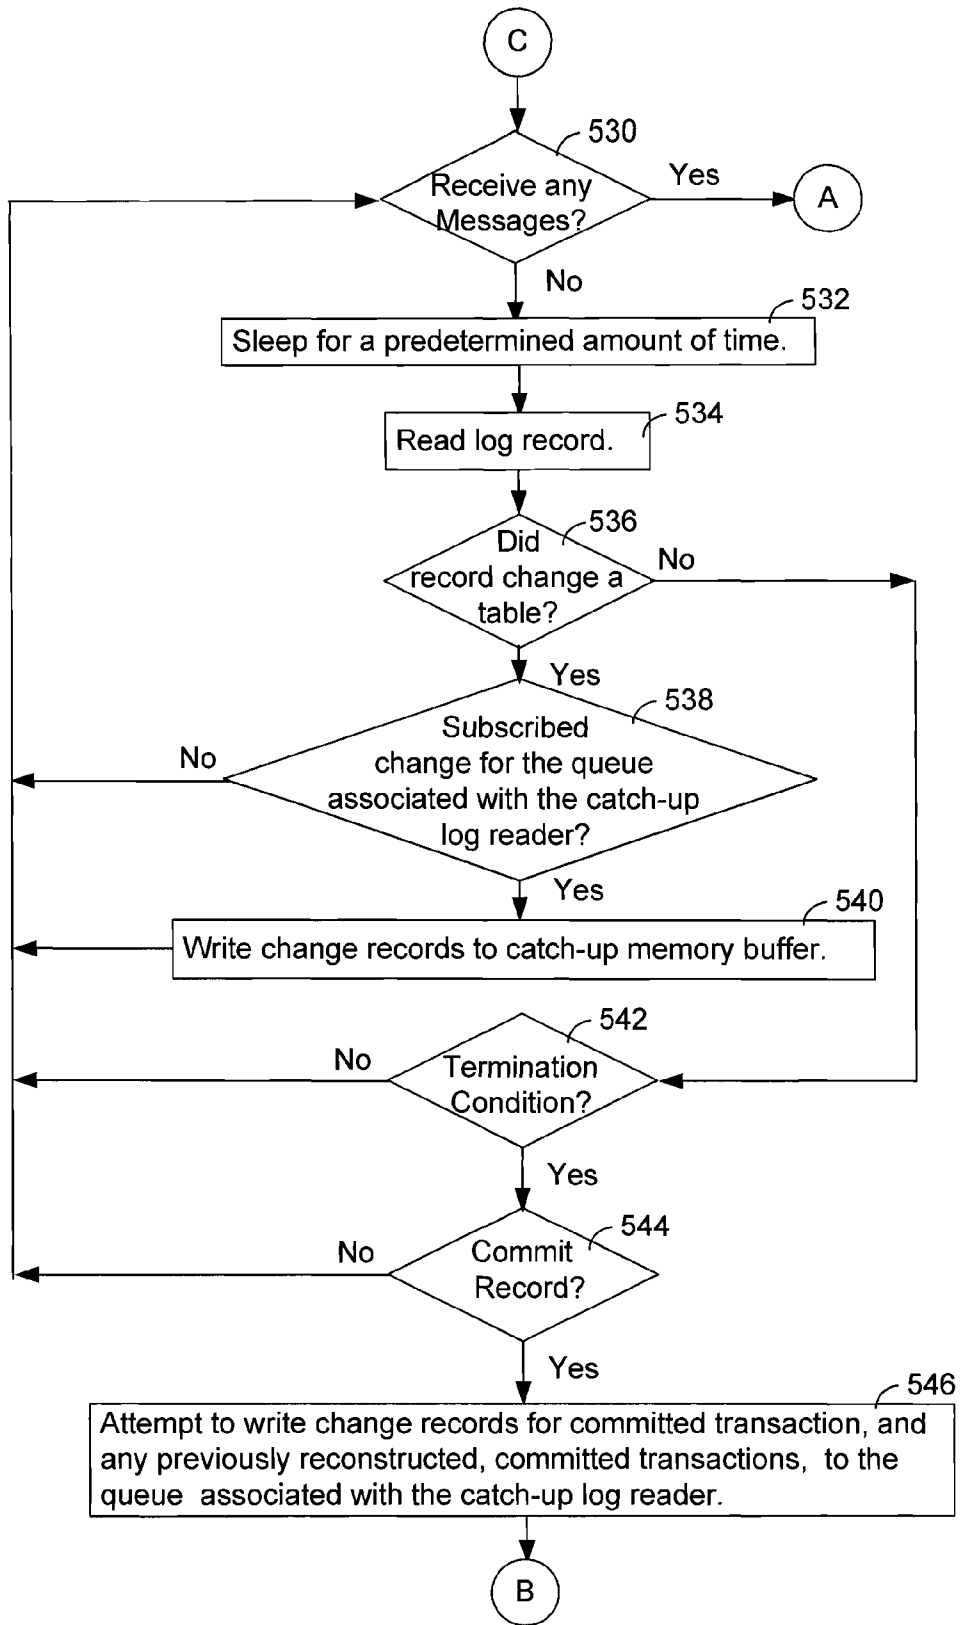 C
530
Receive any
Messages?
Yes
A
No
532
Sleep for a predetermined amount of time.
534
Read log record.
536
Did
record change a
table?
No
Yes
538
Subscribed
change for the queue
associated with the catch-up
log reader?
No
Yes
540
Write change records to catch-up memory buffer.
542
Termination
Condition?
No
Yes
544
Commit
Record?
No
Yes
546
Attempt to write change records for committed transaction, and
any previously reconstructed, committed transactions, to the
queue associated with the catch-up log reader.
B